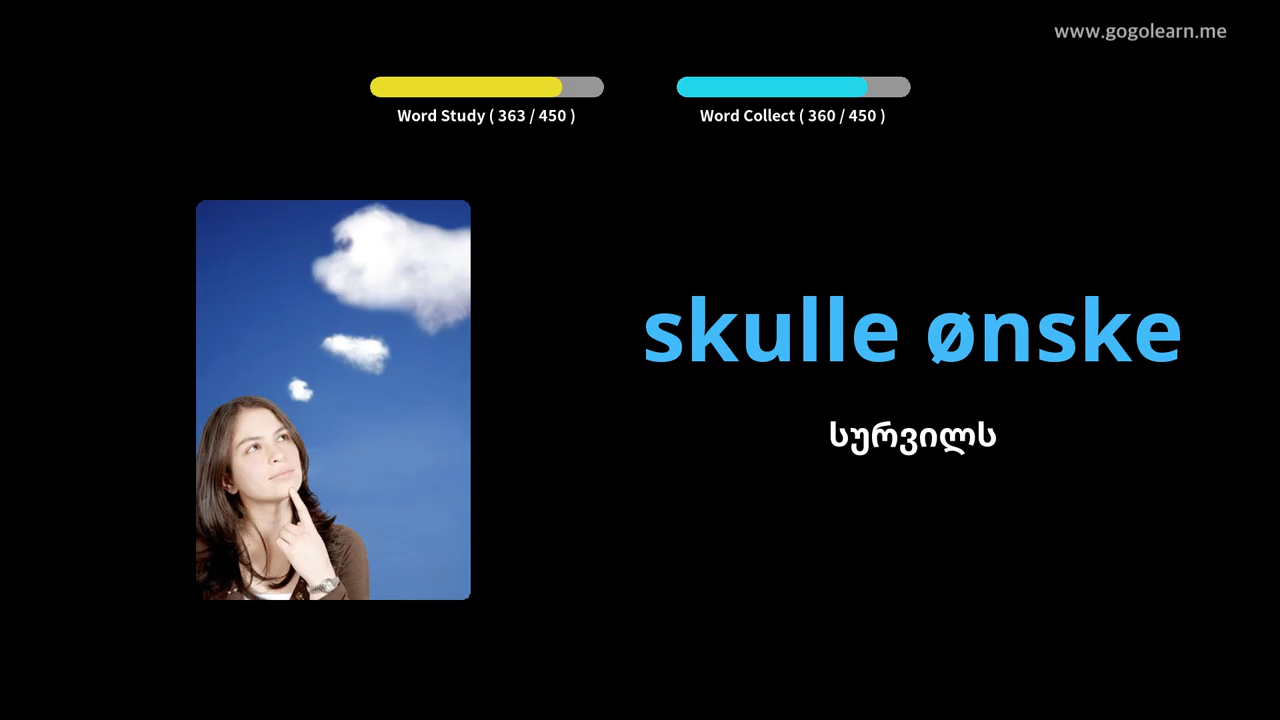 www.gogolearn.me
Word Study ( 363 / 450 )
Word Collect ( 360 / 450 )
skulle ønske
სურვილს